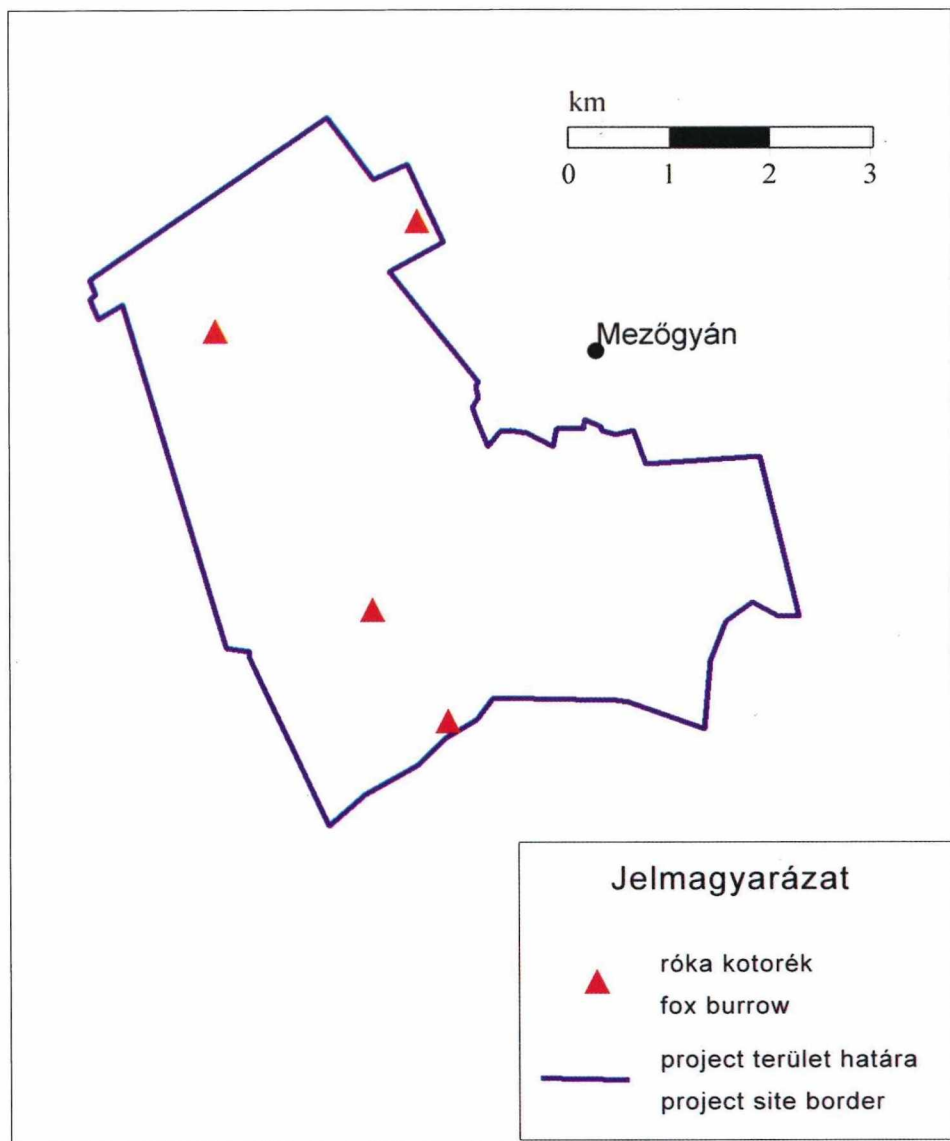 km
0 1 2 3
Mezőgyán
Jelmagyarázat
róka kotorék
fox burrow
project terület határa
project site border